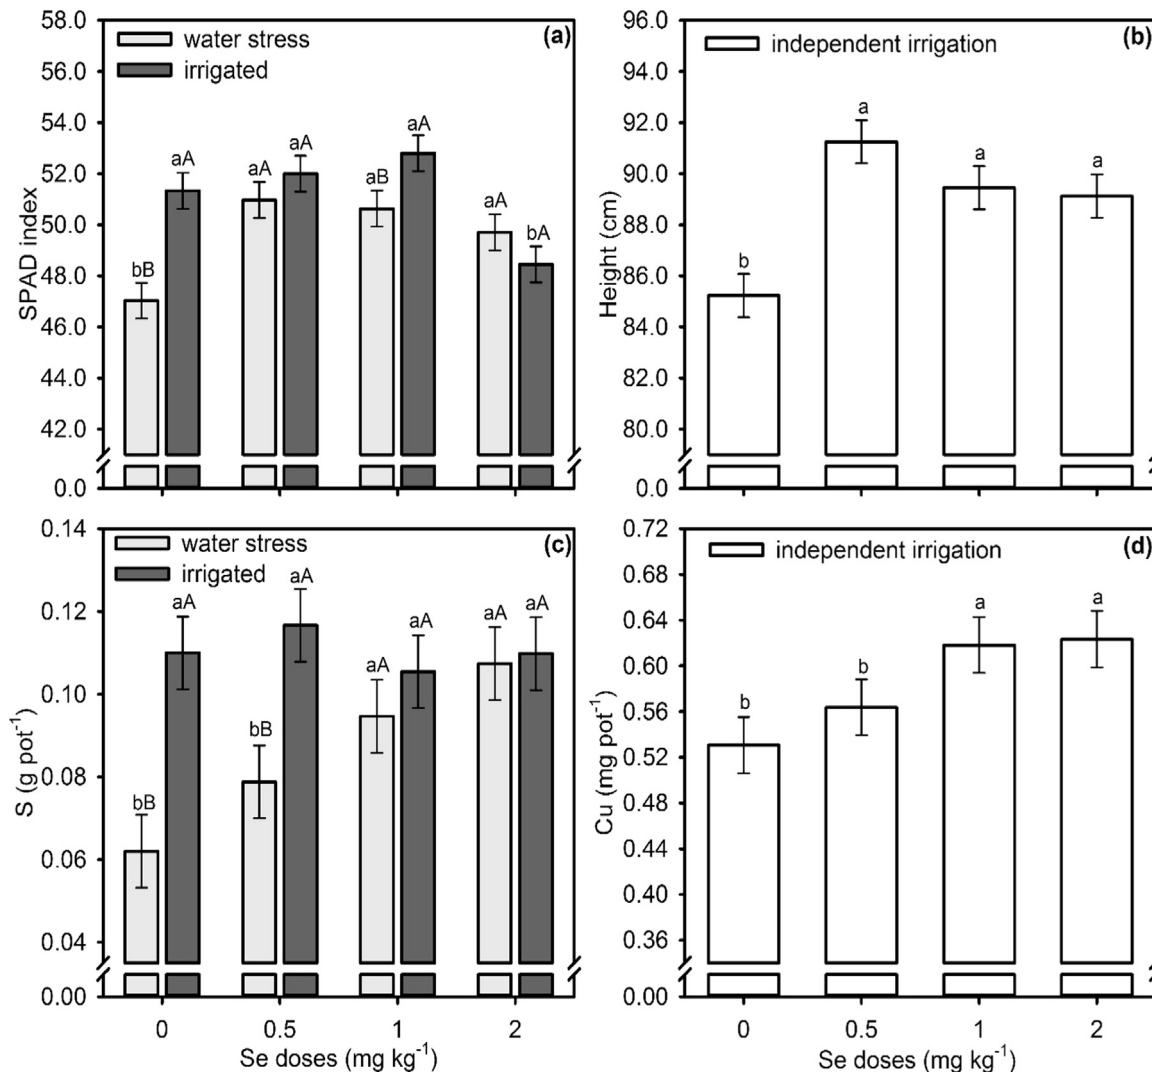 (a)
water stress
irrigated
SPAD index
58.0
56.0
54.0
52.0
50.0
48.0
46.0
44.0
42.0
0.0
bB
aA
aA
aA
aB
aA
aA
bA
(b)
independent irrigation
Height (cm)
96.0
94.0
92.0
90.0
88.0
86.0
84.0
82.0
80.0
0.0
b
a
a
a
(c)
water stress
irrigated
S (g pot⁻¹)
0.14
0.12
0.10
0.08
0.06
0.04
0.00
bB
aA
bB
aA
aA
aA
aA
aA
0
0.5
1
2
Se doses (mg kg⁻¹)
(d)
independent irrigation
Cu (mg pot⁻¹)
0.72
0.68
0.64
0.60
0.56
0.52
0.48
0.44
0.40
0.36
0.00
b
b
a
a
0
0.5
1
2
Se doses (mg kg⁻¹)